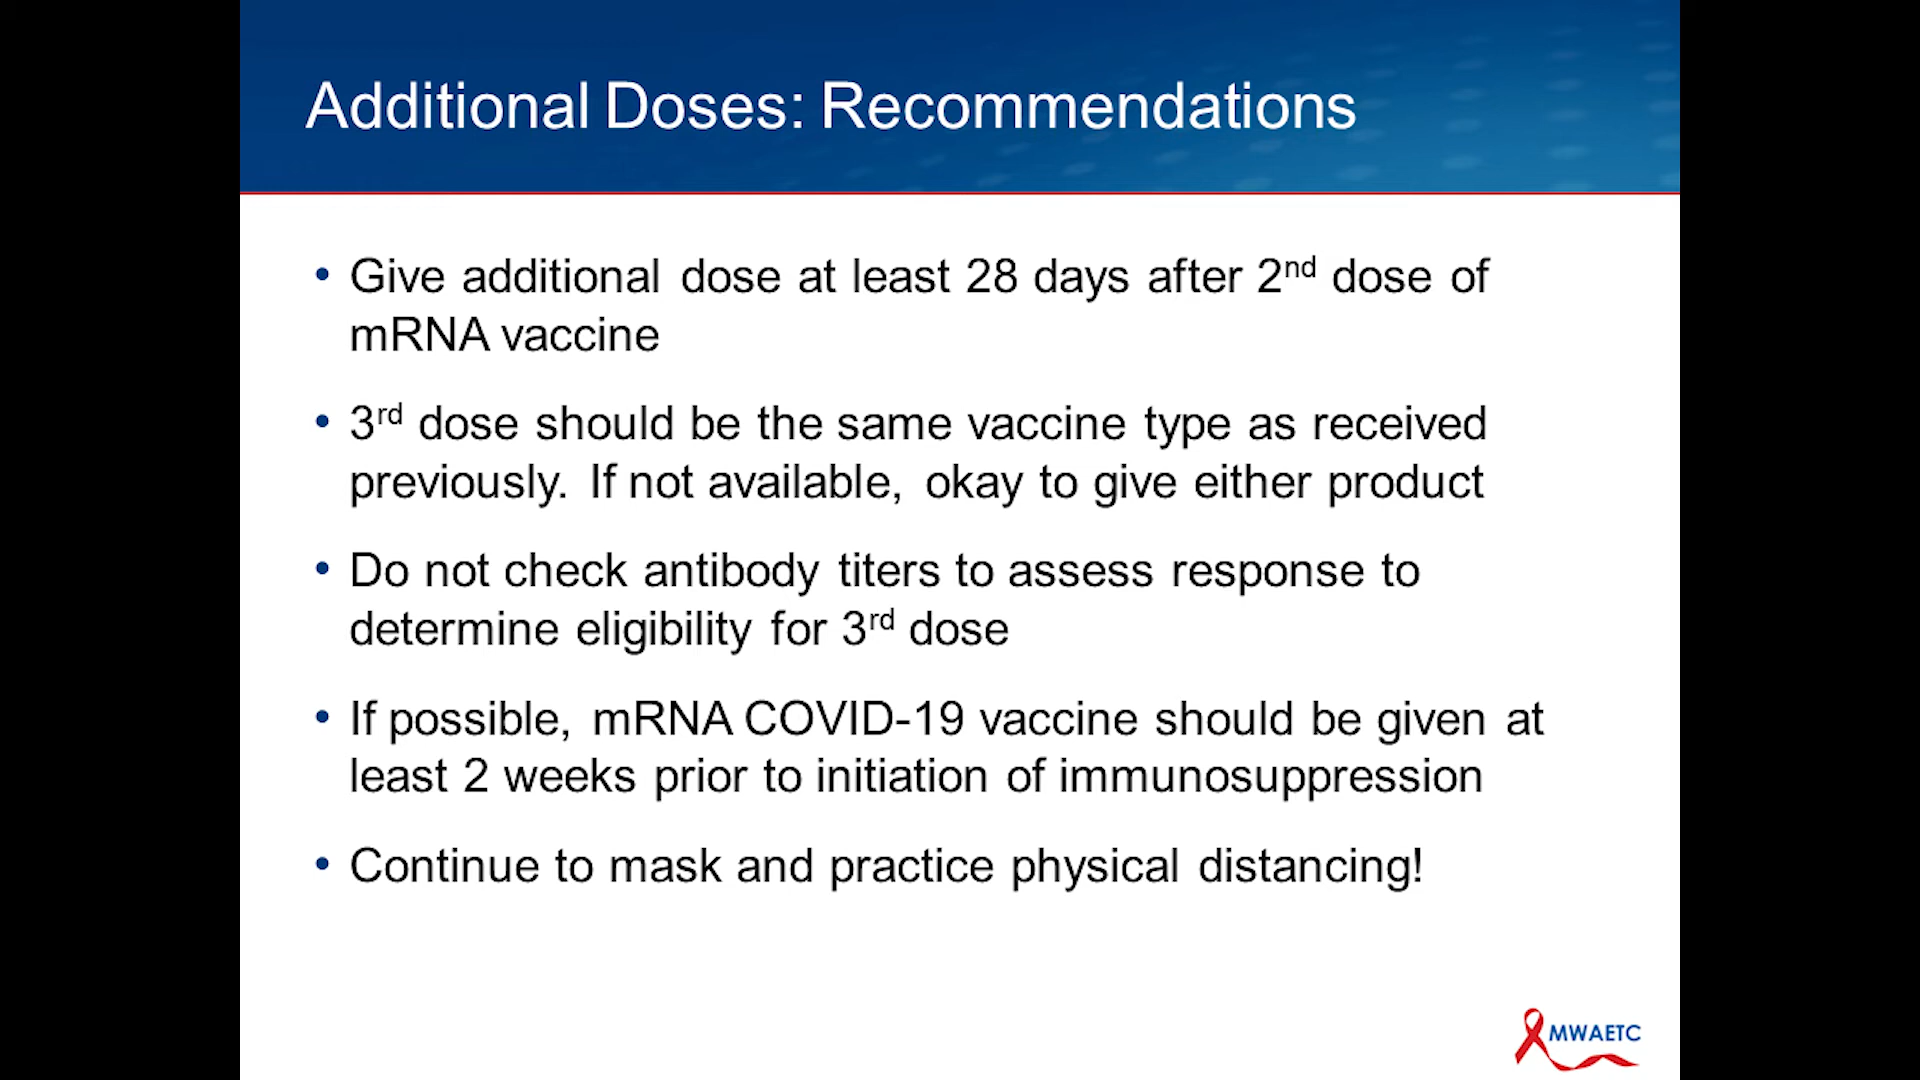 Additional Doses: Recommendations
• Give additional dose at least 28 days after 2nd dose of
mRNA vaccine
• 3rd dose should be the same vaccine type as received
previously. If not available, okay to give either product
• Do not check antibody titers to assess response to
determine eligibility for 3rd dose
• If possible, mRNA COVID-19 vaccine should be given at
least 2 weeks prior to initiation of immunosuppression
• Continue to mask and practice physical distancing!
MWAETC